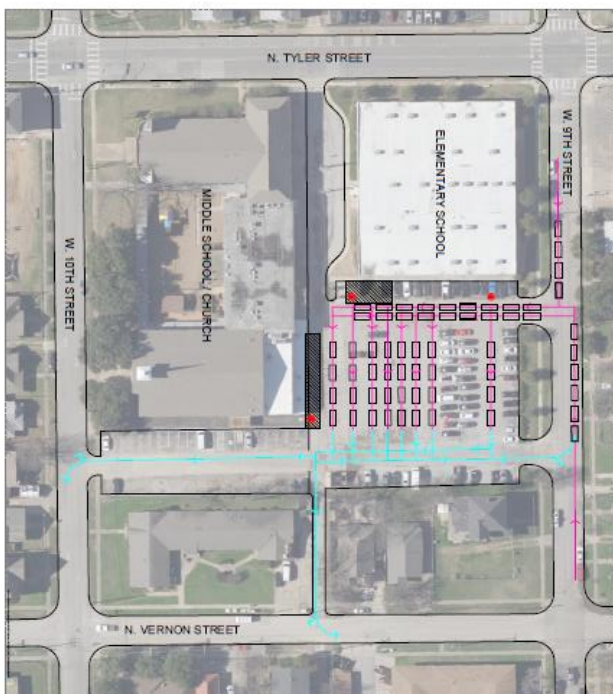 N. TYLER STREET
W. 9TH STREET
ELEMENTARY SCHOOL
MIDDLE SCHOOL/ CHURCH
W. 10TH STREET
N. VERNON STREET